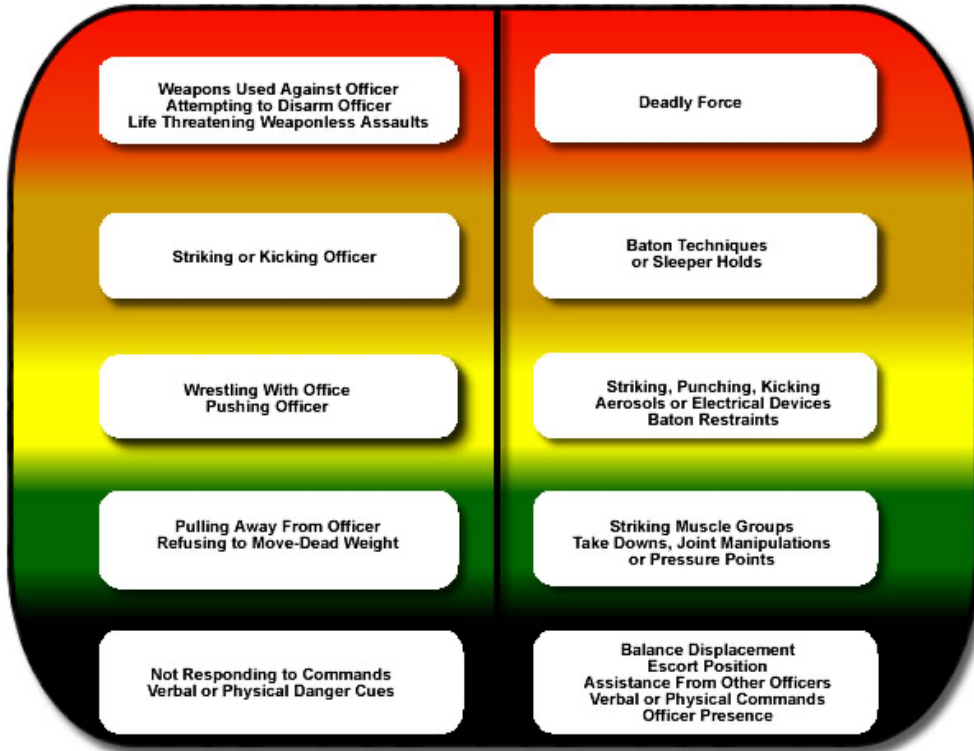 Weapons Used Against Officer
Attempting to Disarm Officer
Life Threatening Weaponless Assaults
Deadly Force
Striking or Kicking Officer
Baton Techniques
or Sleeper Holds
Wrestling With Office
Pushing Officer
Striking, Punching, Kicking
Aerosols or Electrical Devices
Baton Restraints
Pulling Away From Officer
Refusing to Move-Dead Weight
Striking Muscle Groups
Take Downs, Joint Manipulations
or Pressure Points
Not Responding to Commands
Verbal or Physical Danger Cues
Balance Displacement
Escort Position
Assistance From Other Officers
Verbal or Physical Commands
Officer Presence